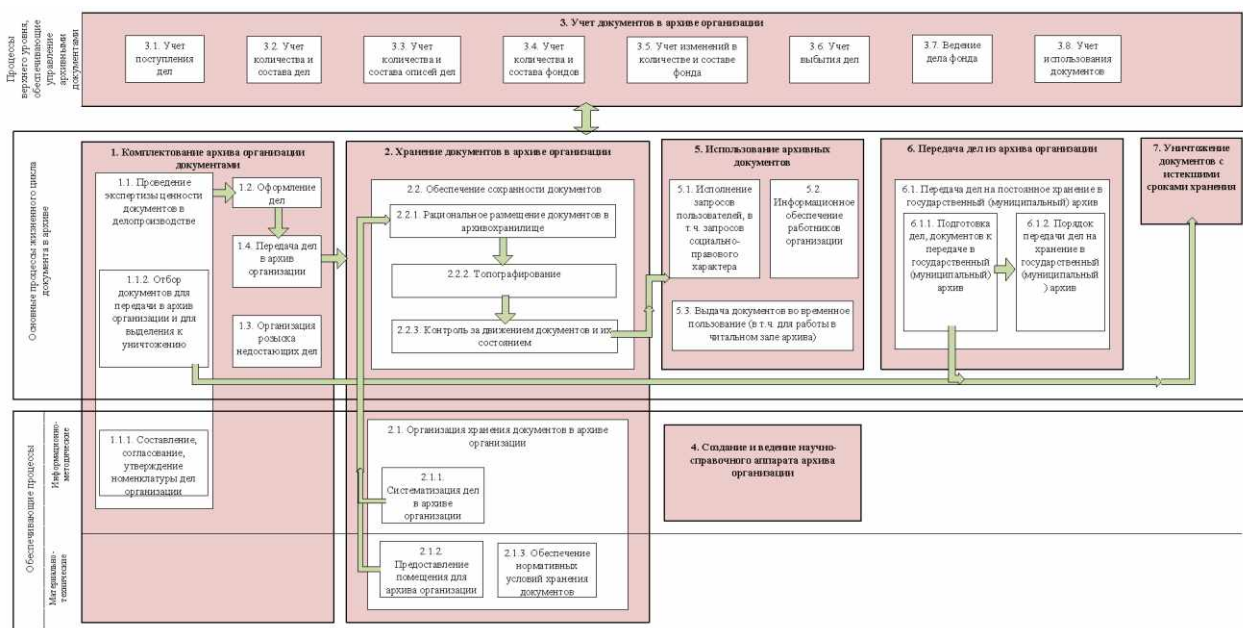 Процессы
верхнего уровня,
обеспечивающие
управление
архивными
документами
3. Учет документов в архиве организации
3.1. Учет
поступления
дел
3.2. Учет
количества и
состава дел
3.3. Учет
количества и
состава описей дел
3.4. Учет
количества и
состава фондов
3.5. Учет изменений в
количестве и составе
фонда
3.6. Учет
выбытия дел
3.7. Ведение
дела фонда
3.8. Учет
использования
документов
Основные процессы жизненного цикла
документа в архиве
1. Комплектование архива организации
документами
1.1. Проведение
экспертизы ценности
документов в
делопроизводстве
1.2. Оформление
дел
1.4. Передача дел
в архив
организации
1.1.2. Отбор
документов для
передачи в архив
организации и для
выделения к
уничтожению
1.3. Организация
розыска
недостающих дел
2. Хранение документов в архиве организации
2.2. Обеспечение сохранности документов
2.2.1. Рациональное размещение документов в
архивохранилище
2.2.2. Топографирование
2.2.3. Контроль за движением документов и их
состоянием
5. Использование архивных
документов
5.1. Исполнение
запросов
пользователей, в
т.ч. запросов
социально-
правового
характера
5.2.
Информационное
обеспечение
работников
организации
5.3. Выдача документов во временное
пользование (в т.ч. для работы в
читальном зале архива)
6. Передача дел из архива организации
6.1. Передача дел на постоянное хранение в
государственный (муниципальный) архив
6.1.1. Подготовка
дел, документов к
передаче в
государственный
(муниципальный)
архив
6.1.2. Порядок
передачи дел на
хранение в
государственный
(муниципальный
) архив
7. Уничтожение
документов с
истекшими
сроками хранения
Обеспечивающие процессы
Информационно-
методические
1.1.1. Составление,
согласование,
утверждение
номенклатуры дел
организации
2.1. Организация хранения документов в архиве
организации
2.1.1.
Систематизация дел
в архиве
организации
4. Создание и ведение научно-
справочного аппарата архива
организации
Материально-
технические
2.1.2.
Предоставление
помещения для
архива организации
2.1.3. Обеспечение
нормативных
условий хранения
документов